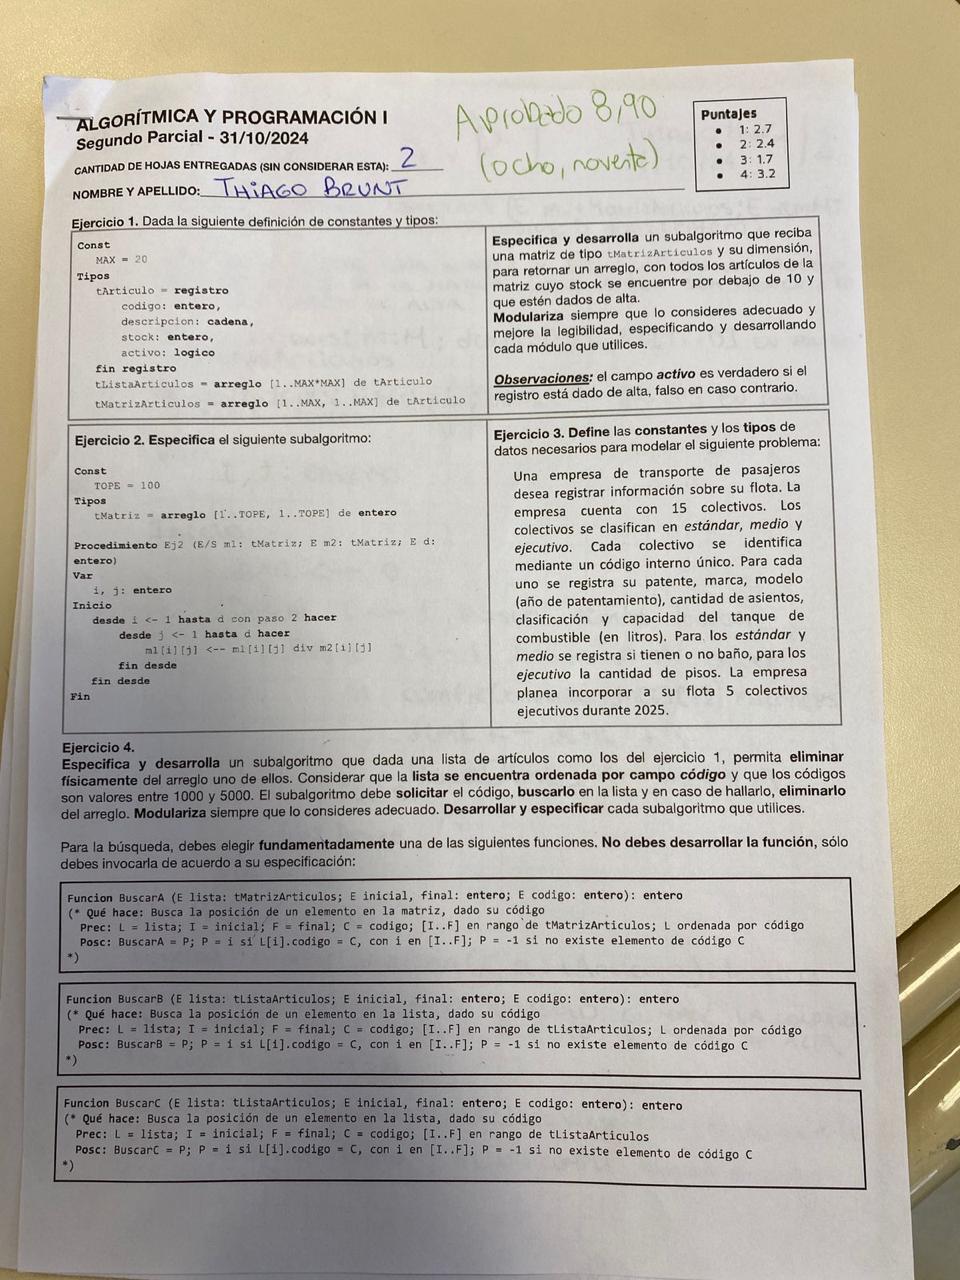 ALGORÍTMICA Y PROGRAMACIÓN I
Segundo Parcial - 31/10/2024
CANTIDAD DE HOJAS ENTREGADAS (SIN CONSIDERAR ESTA): 2
NOMBRE Y APELLIDO: THIAGO BRUNT
Aprobado 8,90
(ocho, noventa)
Puntajes
• 1: 2.7
• 2: 2.4
• 3: 1.7
• 4: 3.2
Ejercicio 1. Dada la siguiente definición de constantes y tipos:
Const
MAX = 20
Tipos
tArticulo = registro
codigo: entero,
descripcion: cadena,
stock: entero,
activo: logico
fin registro
tListaArticulos = arreglo [1..MAX*MAX] de tArticulo
tMatrizArticulos = arreglo [1..MAX, 1..MAX] de tArticulo
Especifica y desarrolla un subalgoritmo que reciba
una matriz de tipo tMatrizArticulos y su dimensión,
para retornar un arreglo, con todos los artículos de la
matriz cuyo stock se encuentre por debajo de 10 y
que estén dados de alta.
Modulariza siempre que lo consideres adecuado y
mejore la legibilidad, especificando y desarrollando
cada módulo que utilices.
Observaciones: el campo activo es verdadero si el
registro está dado de alta, falso en caso contrario.
Ejercicio 2. Especifica el siguiente subalgoritmo:
Const
TOPE = 100
Tipos
tMatriz = arreglo [1..TOPE, 1..TOPE] de entero
Procedimiento Ej2 (E/S m1: tMatriz; E m2: tMatriz; E d:
entero)
Var
i, j: entero
Inicio
desde i <- 1 hasta d con paso 2 hacer
desde j <- 1 hasta d hacer
m1[i][j] <-- m1[i][j] div m2[i][j]
fin desde
fin desde
Fin
Ejercicio 3. Define las constantes y los tipos de
datos necesarios para modelar el siguiente problema:
Una empresa de transporte de pasajeros
desea registrar información sobre su flota. La
empresa cuenta con 15 colectivos. Los
colectivos se clasifican en estándar, medio y
ejecutivo. Cada colectivo se identifica
mediante un código interno único. Para cada
uno se registra su patente, marca, modelo
(año de patentamiento), cantidad de asientos,
clasificación y capacidad del tanque de
combustible (en litros). Para los estándar y
medio se registra si tienen o no baño, para los
ejecutivo la cantidad de pisos. La empresa
planea incorporar a su flota 5 colectivos
ejecutivos durante 2025.
Ejercicio 4.
Especifica y desarrolla un subalgoritmo que dada una lista de artículos como los del ejercicio 1, permita eliminar
físicamente del arreglo uno de ellos. Considerar que la lista se encuentra ordenada por campo código y que los códigos
son valores entre 1000 y 5000. El subalgoritmo debe solicitar el código, buscarlo en la lista y en caso de hallarlo, eliminarlo
del arreglo. Modulariza siempre que lo consideres adecuado. Desarrollar y especificar cada subalgoritmo que utilices.
Para la búsqueda, debes elegir fundamentadamente una de las siguientes funciones. No debes desarrollar la función, sólo
debes invocarla de acuerdo a su especificación:
Funcion BuscarA (E lista: tMatrizArticulos; E inicial, final: entero; E codigo: entero): entero
(* Qué hace: Busca la posición de un elemento en la matriz, dado su código
Prec: L = lista; I = inicial; F = final; C = codigo; [I..F] en rango de tMatrizArticulos; L ordenada por código
Posc: BuscarA = P; P = i si L[i].codigo = C, con i en [I..F]; P = -1 si no existe elemento de código C
*)
Funcion BuscarB (E lista: tListaArticulos; E inicial, final: entero; E codigo: entero): entero
(* Qué hace: Busca la posición de un elemento en la lista, dado su código
Prec: L = lista; I = inicial; F = final; C = codigo; [I..F] en rango de tListaArticulos; L ordenada por código
Posc: BuscarB = P; P = i si L[i].codigo = C, con i en [I..F]; P = -1 si no existe elemento de código C
*)
Funcion BuscarC (E lista: tListaArticulos; E inicial, final: entero; E codigo: entero): entero
(* Qué hace: Busca la posición de un elemento en la lista, dado su código
Prec: L = lista; I = inicial; F = final; C = codigo; [I..F] en rango de tListaArticulos
Posc: BuscarC = P; P = i si L[i].codigo = C, con i en [I..F]; P = -1 si no existe elemento de código C
*)